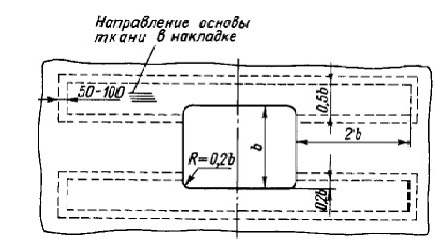 Направление основы
ткани в накладке
50-100
0,5b
b
2b
R=0,2b
0,2b